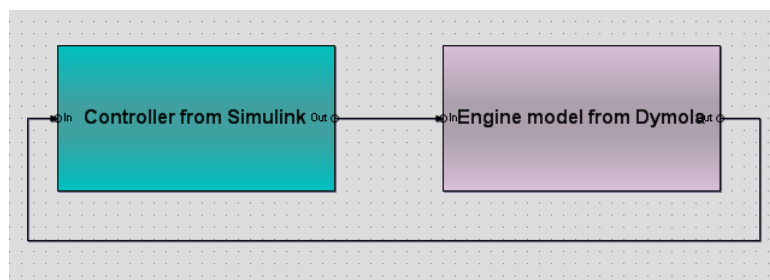 In Controller from Simulink Out
In Engine model from Dymola Out